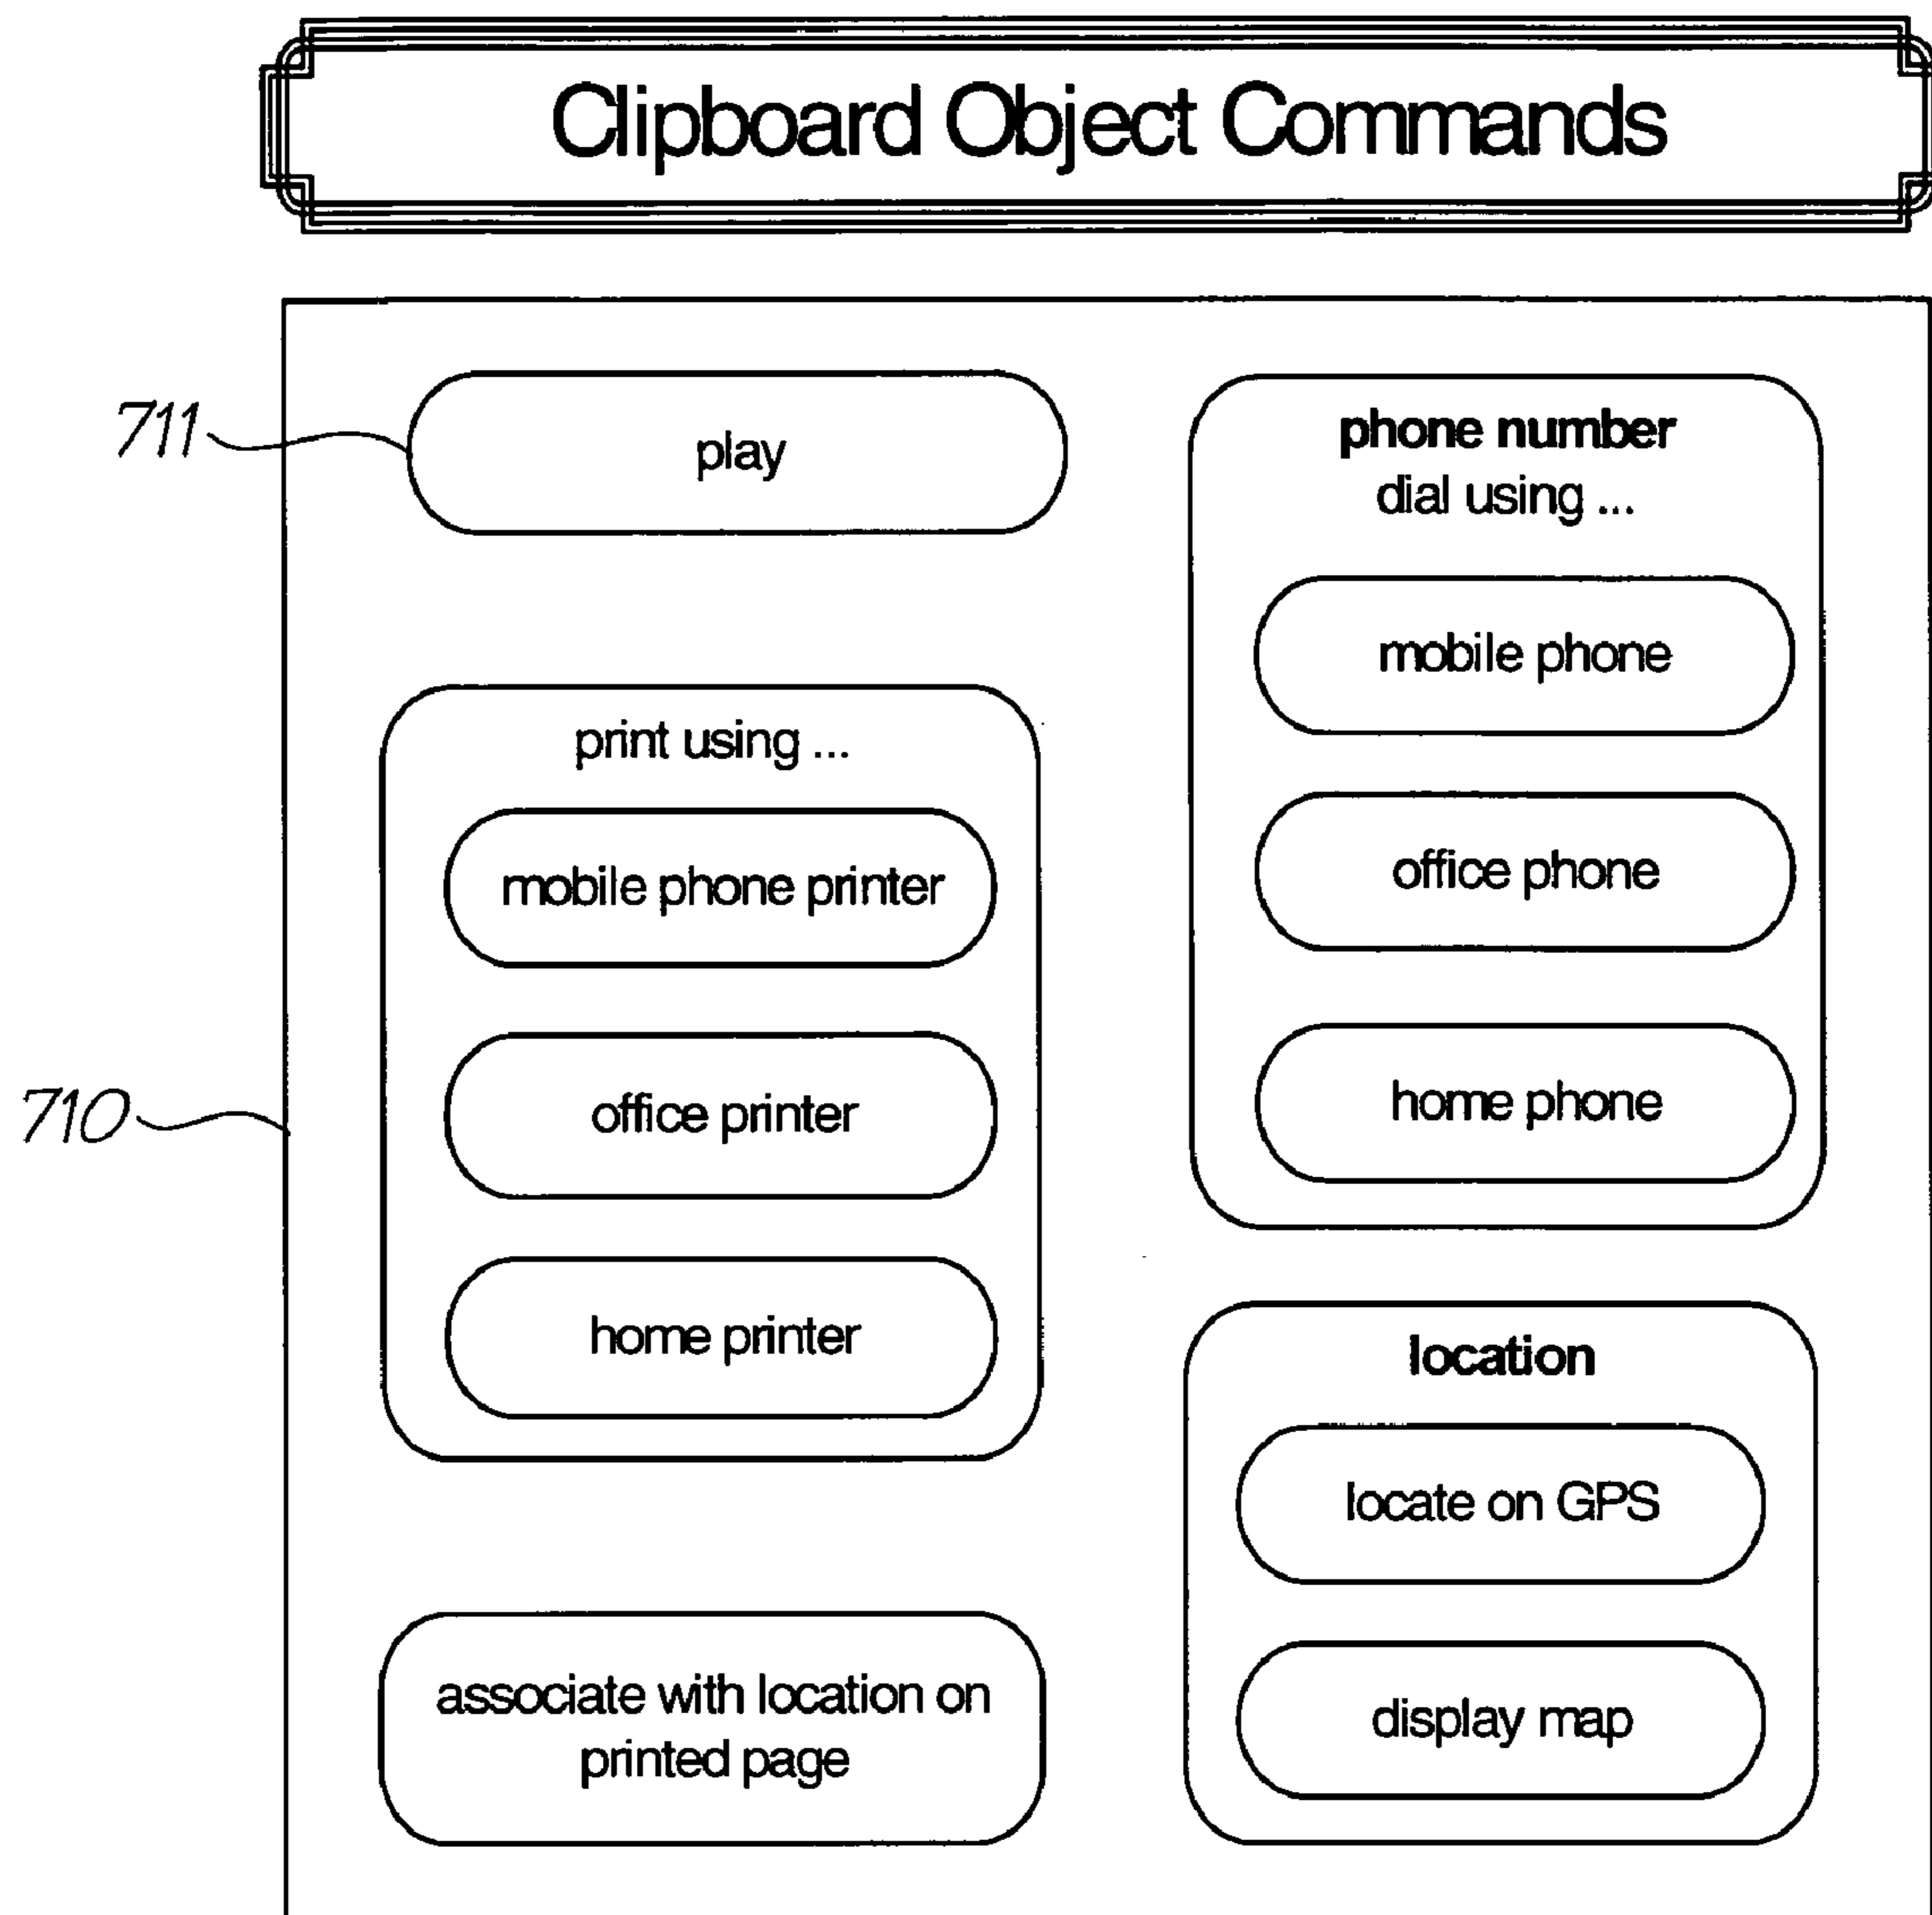 Clipboard Object Commands
711
play
print using ...
mobile phone printer
office printer
home printer
710
associate with location on
printed page
phone number
dial using ...
mobile phone
office phone
home phone
location
locate on GPS
display map